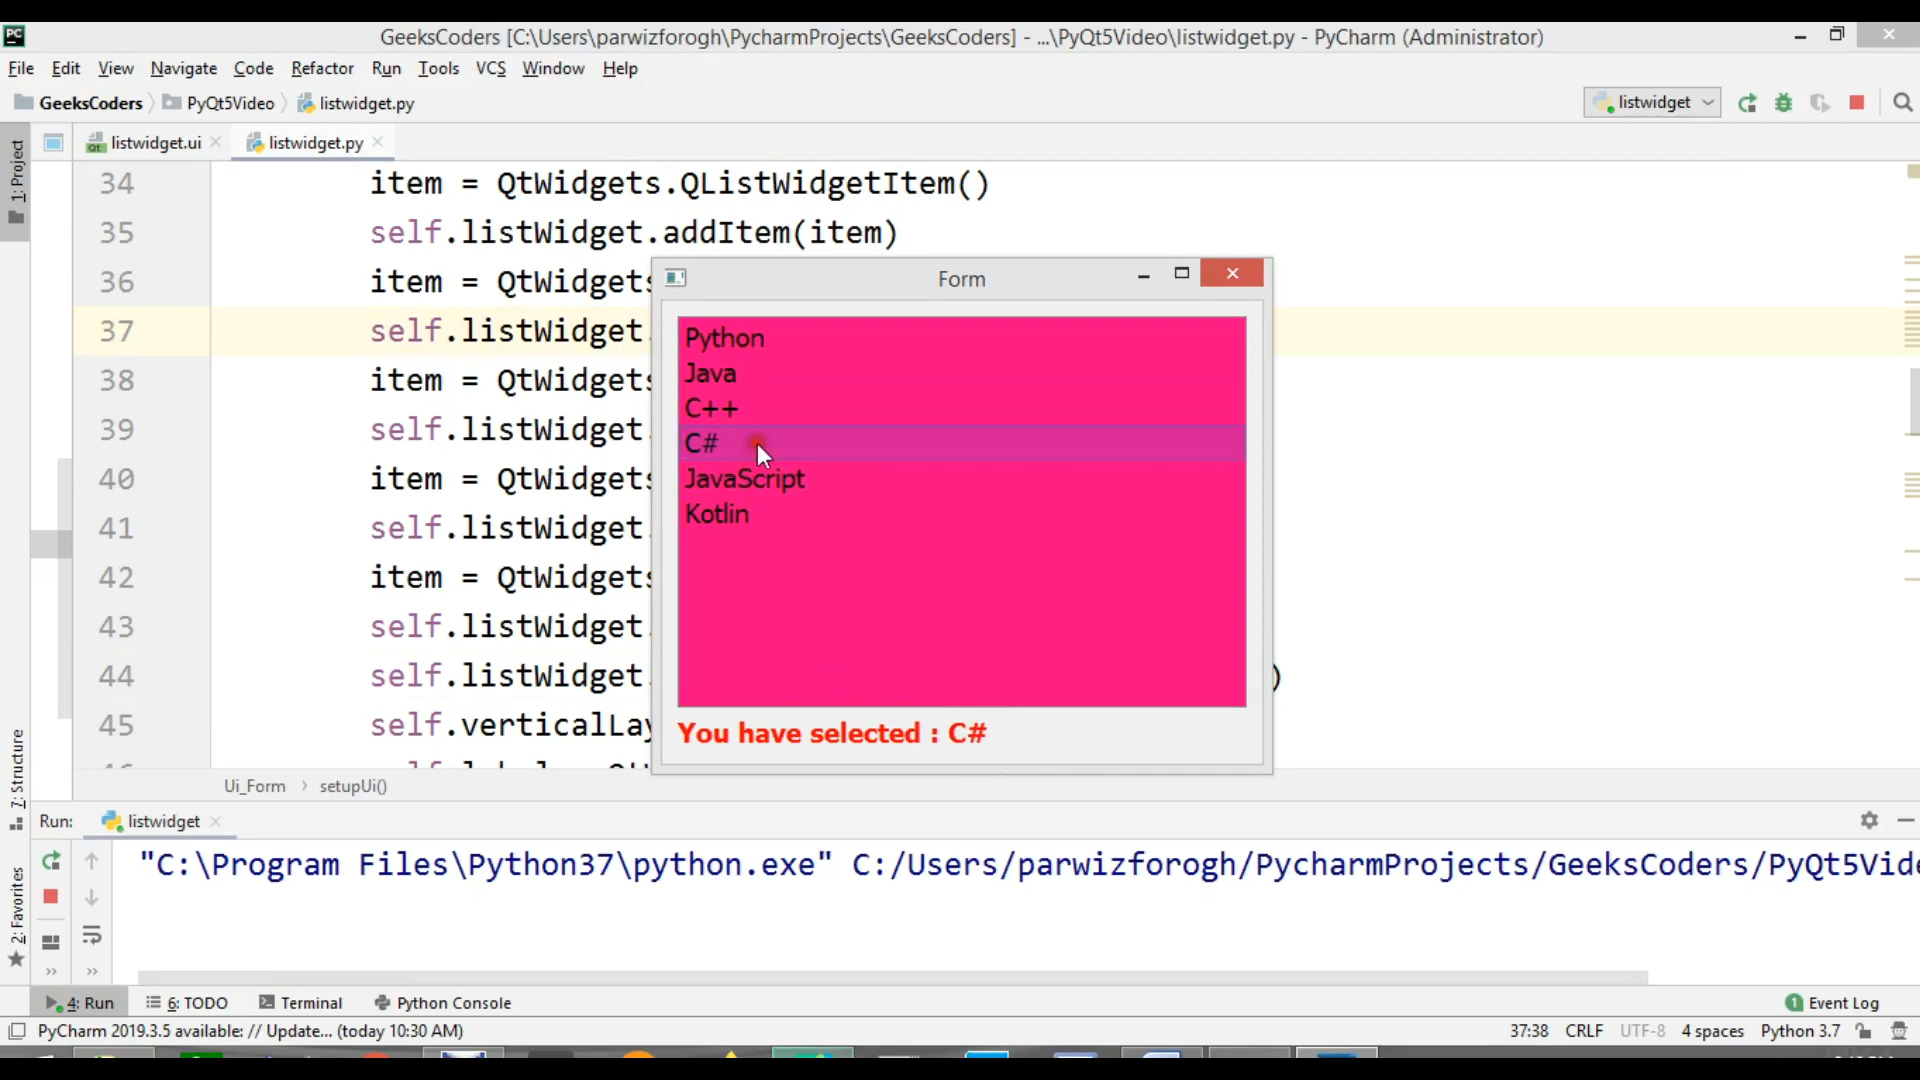 GeeksCoders [C:\Users\parwizforogh\PycharmProjects\GeeksCoders] - ...\PyQt5Video\listwidget.py - PyCharm (Administrator)
File Edit View Navigate Code Refactor Run Tools VCS Window Help
GeeksCoders PyQt5Video listwidget.py listwidget
1: Project
listwidget.ui listwidget.py
34 item = QtWidgets.QListWidgetItem()
35 self.listWidget.addItem(item)
36 item = QtWidgets
37 self.listWidget.
38 item = QtWidgets
39 self.listWidget.
40 item = QtWidgets
41 self.listWidget.
42 item = QtWidgets
43 self.listWidget.
44 self.listWidget. )
45 self.verticalLay
Form
Python
Java
C++
C#
JavaScript
Kotlin
You have selected : C#
Ui_Form > setupUi()
7: Structure
2: Favorites
Run: listwidget
"C:\Program Files\Python37\python.exe" C:/Users/parwizforogh/PycharmProjects/GeeksCoders/PyQt5Vide
4: Run 6: TODO Terminal Python Console 1 Event Log
PyCharm 2019.3.5 available: // Update... (today 10:30 AM) 37:38 CRLF UTF-8 4 spaces Python 3.7